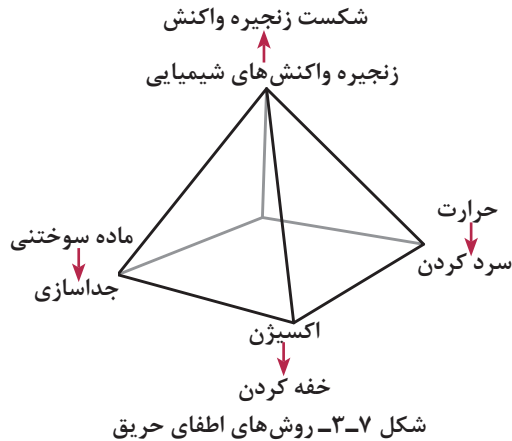 شکست زنجیره واکنش
زنجیره واکنش‌های شیمیایی
حرارت
سرد کردن
ماده سوختنی
جداسازی
اکسیژن
خفه کردن
شکل ۷ـ۳ـ روش‌های اطفای حریق